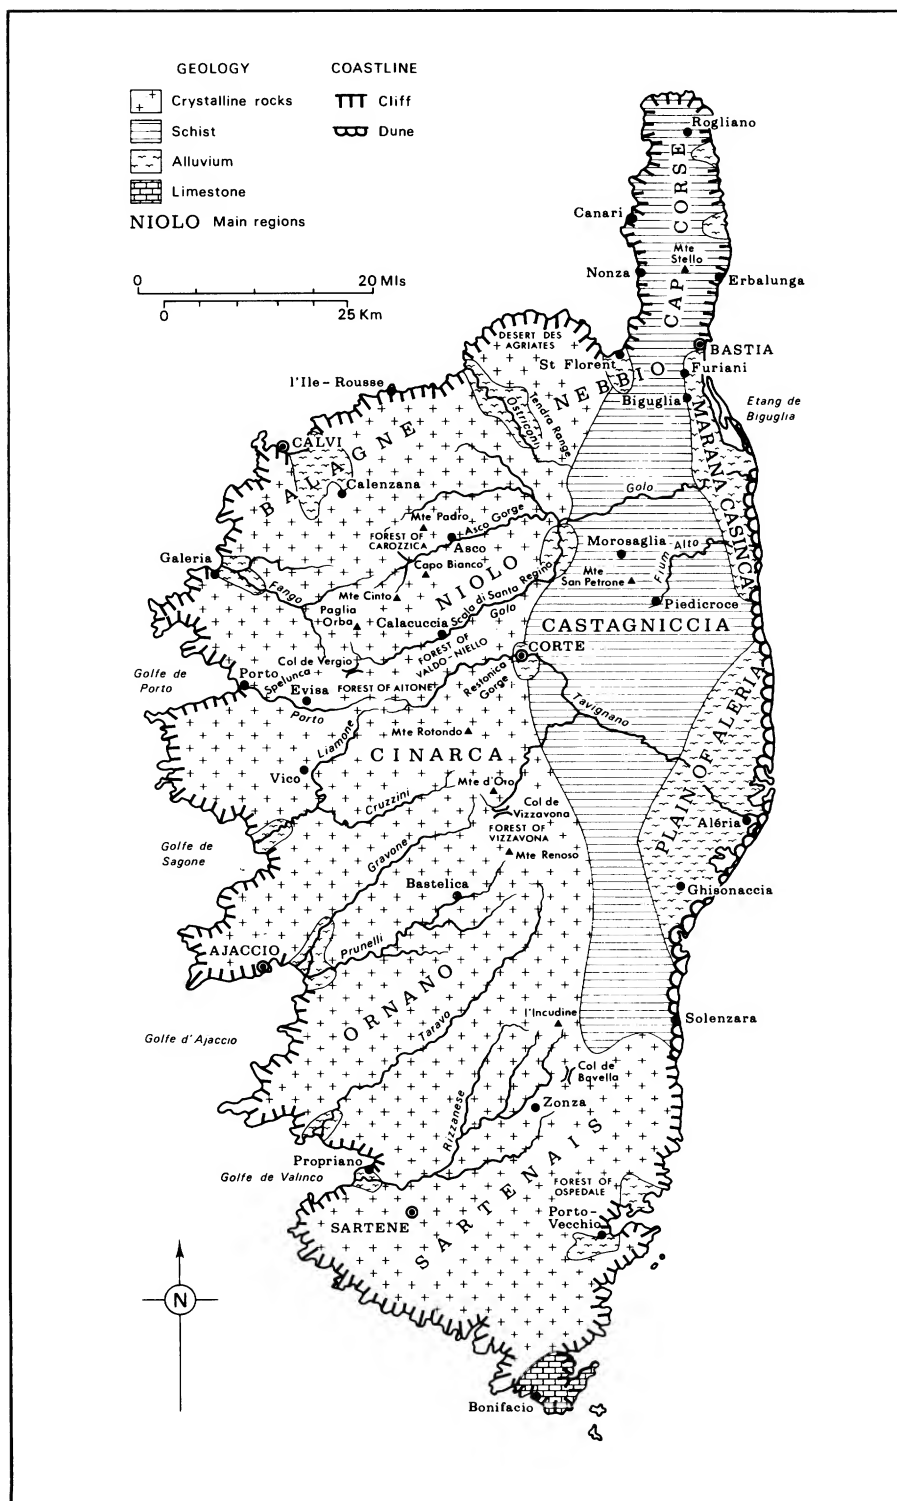 GEOLOGY
Crystalline rocks
Schist
Alluvium
Limestone
NIOLO Main regions
COASTLINE
Cliff
Dune
0 20 Mls
0 25 Km
Rogliano
CAP CORSE
Canari
Mte
Stello
Nonza
Erbalunga
DESERT DES
AGRIATES
St Florent
BASTIA
NEBBIO
Furiani
l'Ile-Rousse
Biguglia
Etang de
Biguglia
Ostriconi
Tendra Range
MARANA
CASINCA
CALVI
BALAGNE
Calenzana
Golo
Mte Padro
Asco Gorge
FOREST OF
CAROZZICA
Asco
Morosaglia
Fium Alto
Capo Bianco
Galeria
Fango
NIOLO
Mte
San Petrone
Mte Cinto
Scala di Santa Regina
Piedicroce
Paglia
Orba
Calacuccia
Golo
CASTAGNICCIA
FOREST OF
VALDO-NIELLO
CORTE
Col de Vergio
Golfe de
Porto
Porto
Spelunca
Evisa
FOREST OF AITONE
Restonica
Gorge
Porto
Tavignano
Liamone
Mte Rotondo
PLAIN OF ALERIA
CINARCA
Vico
Mte d'Oro
Cruzzini
Col de
Vizzavona
Aléria
FOREST OF
VIZZAVONA
Golfe de
Sagone
Gravone
Mte Renoso
Bastelica
Ghisonaccia
AJACCIO
Prunelli
ORNANO
l'Incudine
Solenzara
Golfe d'Ajaccio
Taravo
Col de
Bavella
Rizzanese
Zonza
Propriano
Golfe de Valinco
FOREST OF
OSPEDALE
SARTENE
SARTENAIS
Porto-
Vecchio
N
Bonifacio